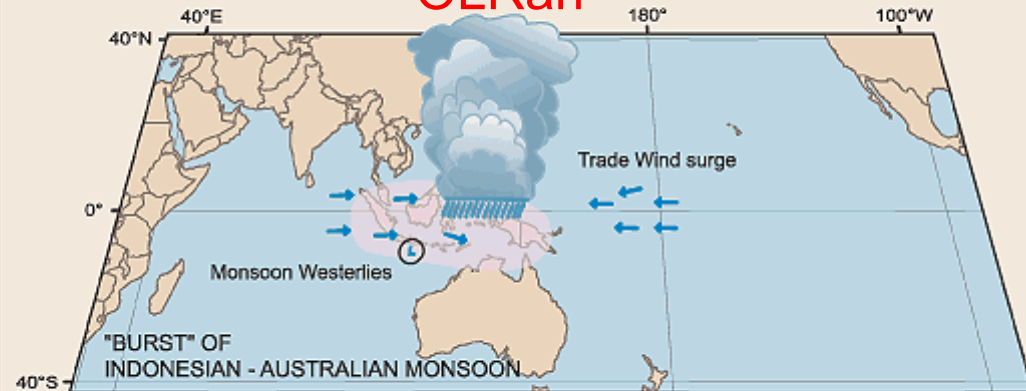 40°E
180°
100°W
40°N
Trade Wind surge
0°
Monsoon Westerlies
L
"BURST" OF
INDONESIAN - AUSTRALIAN MONSOON
40°S